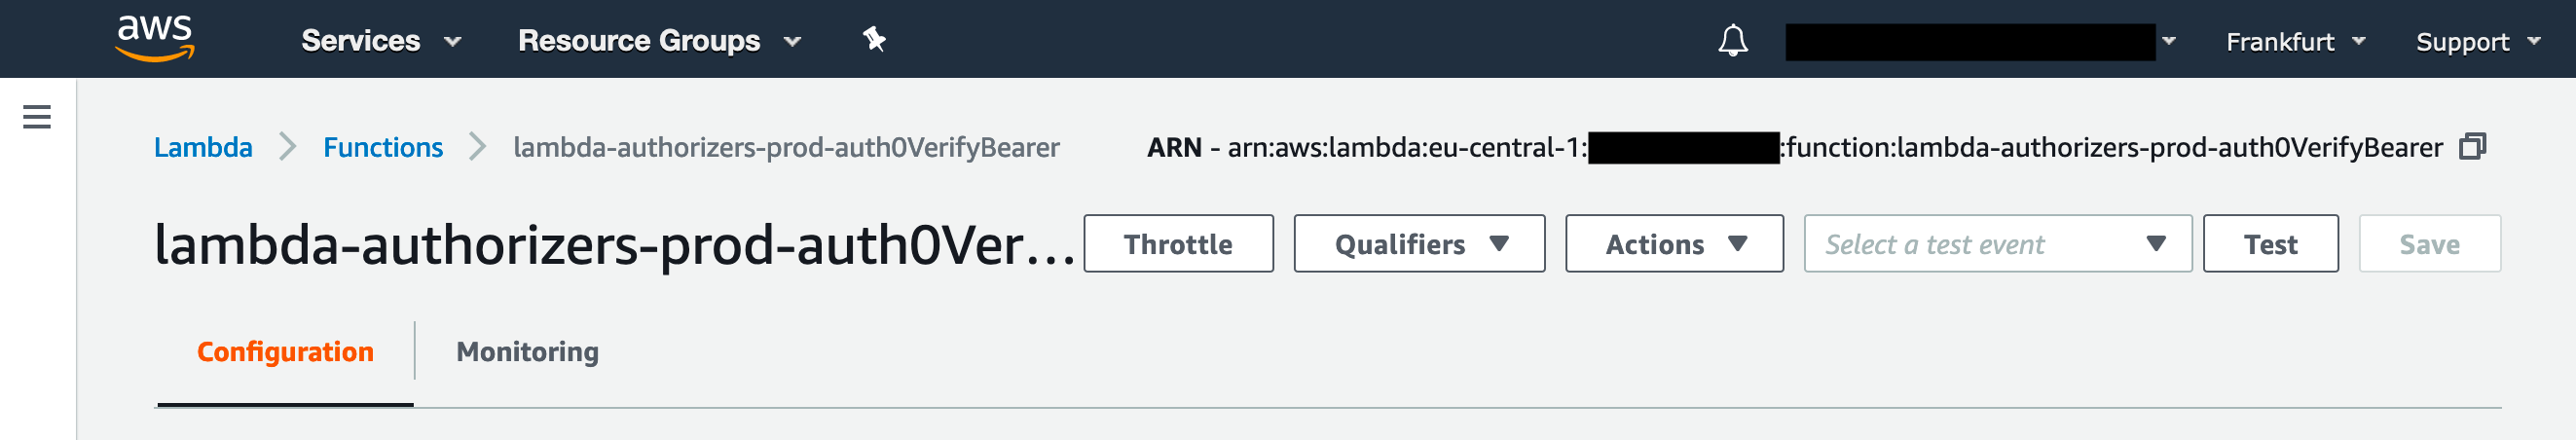 aws Services Resource Groups Frankfurt Support
Lambda Functions lambda-authorizers-prod-auth0VerifyBearer ARN - arn:aws:lambda:eu-central-1: :function:lambda-authorizers-prod-auth0VerifyBearer
lambda-authorizers-prod-auth0Ver... Throttle Qualifiers Actions Select a test event Test Save
Configuration Monitoring